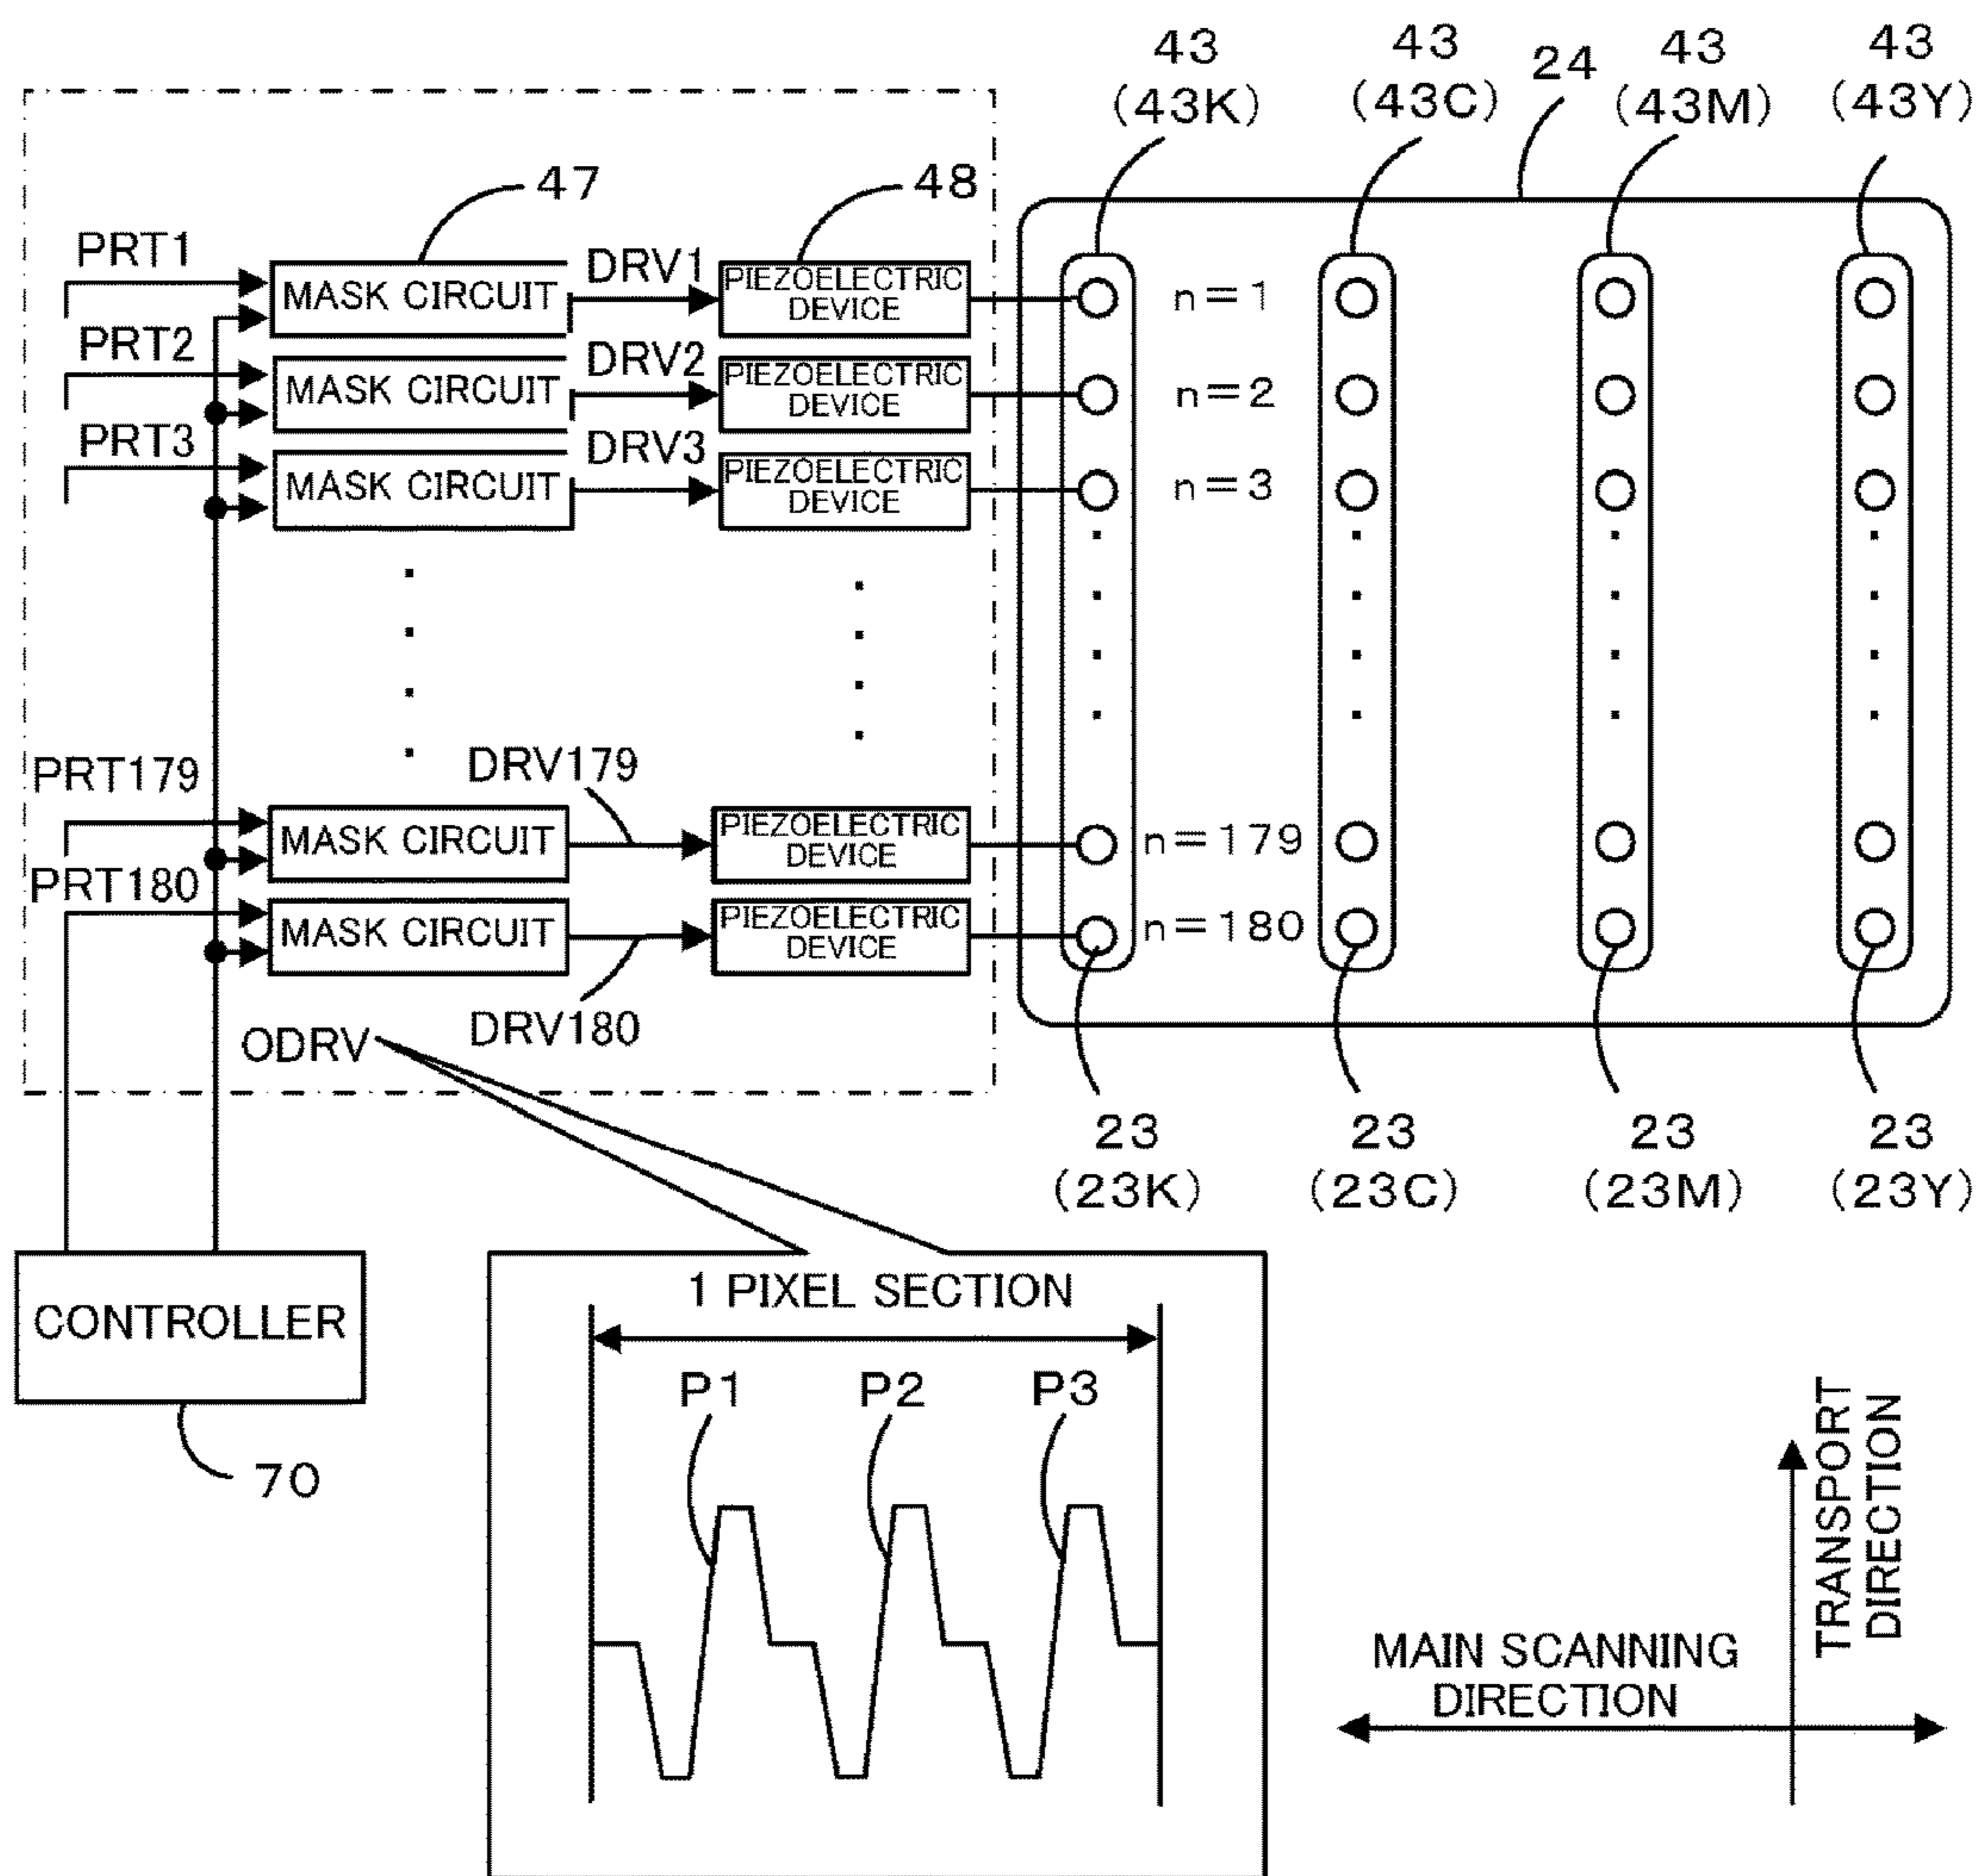 43 43 24 43 43
(43K) (43C) (43M) (43Y)
47 48
PRT1 DRV1
MASK CIRCUIT PIEZOELECTRIC DEVICE n=1
PRT2 DRV2
MASK CIRCUIT PIEZOELECTRIC DEVICE n=2
PRT3 DRV3
MASK CIRCUIT PIEZOELECTRIC DEVICE n=3
PRT179 DRV179
MASK CIRCUIT PIEZOELECTRIC DEVICE n=179
PRT180
MASK CIRCUIT PIEZOELECTRIC DEVICE n=180
ODRV DRV180
23 23 23 23
(23K) (23C) (23M) (23Y)
CONTROLLER
70
1 PIXEL SECTION
P1 P2 P3
MAIN SCANNING
DIRECTION
TRANSPORT
DIRECTION